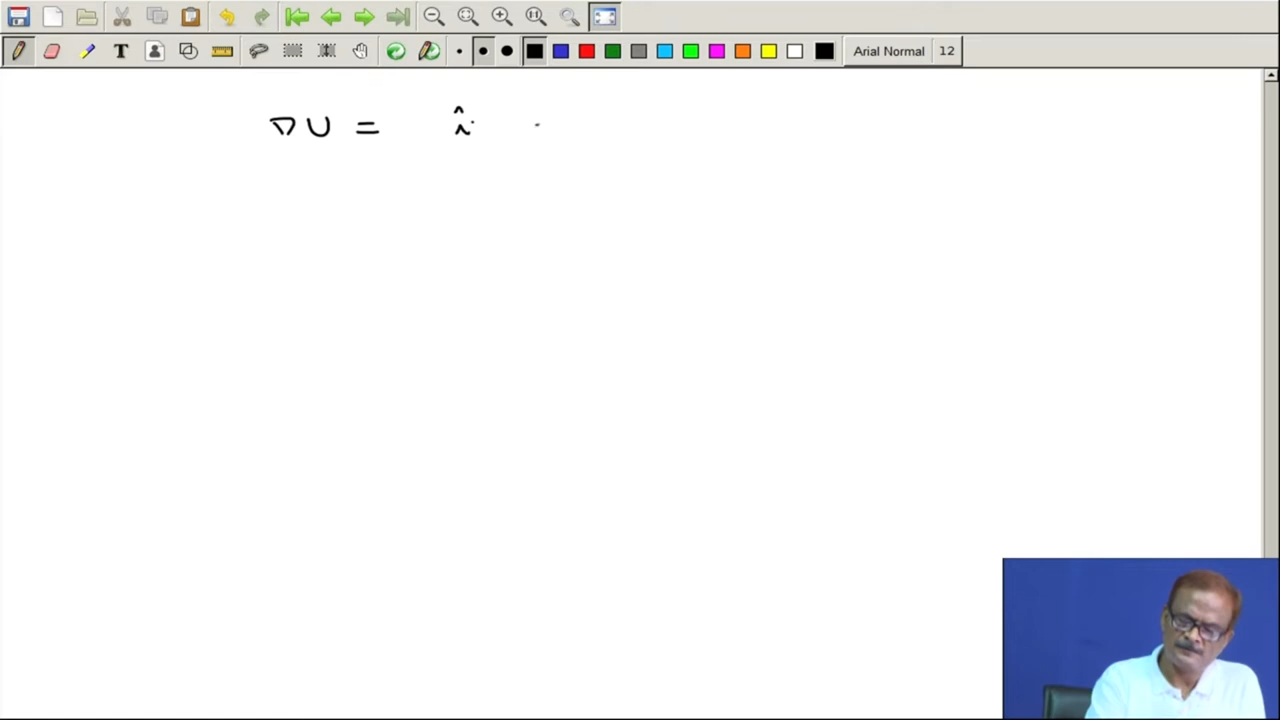 T Arial Normal 12
∇U = î